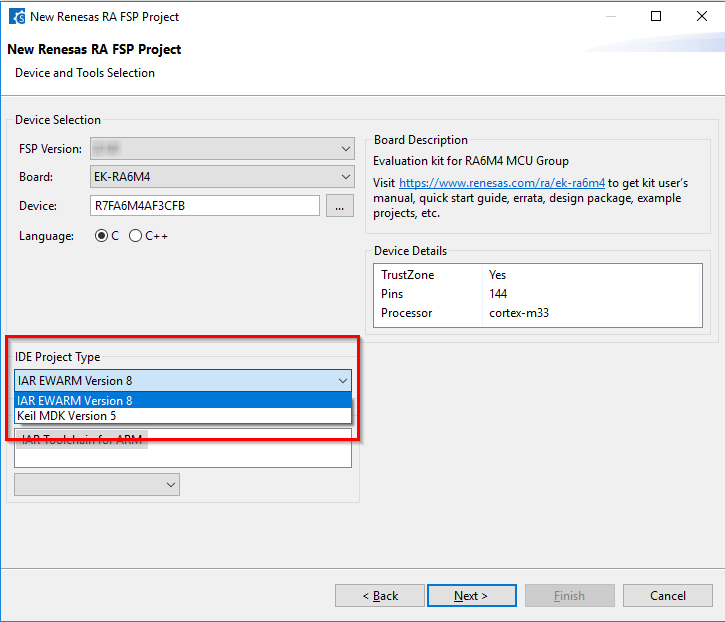 New Renesas RA FSP Project
New Renesas RA FSP Project
Device and Tools Selection
Device Selection
FSP Version:
Board:
EK-RA6M4
Device:
R7FA6M4AF3CFB
...
Language:
C
C++
Board Description
Evaluation kit for RA6M4 MCU Group
Visit https://www.renesas.com/ra/ek-ra6m4 to get kit user's
manual, quick start guide, errata, design package, example
projects, etc.
Device Details
TrustZone Yes
Pins 144
Processor cortex-m33
IDE Project Type
IAR EWARM Version 8
IAR EWARM Version 8
Keil MDK Version 5
IAR Toolchain for ARM
< Back
Next >
Finish
Cancel